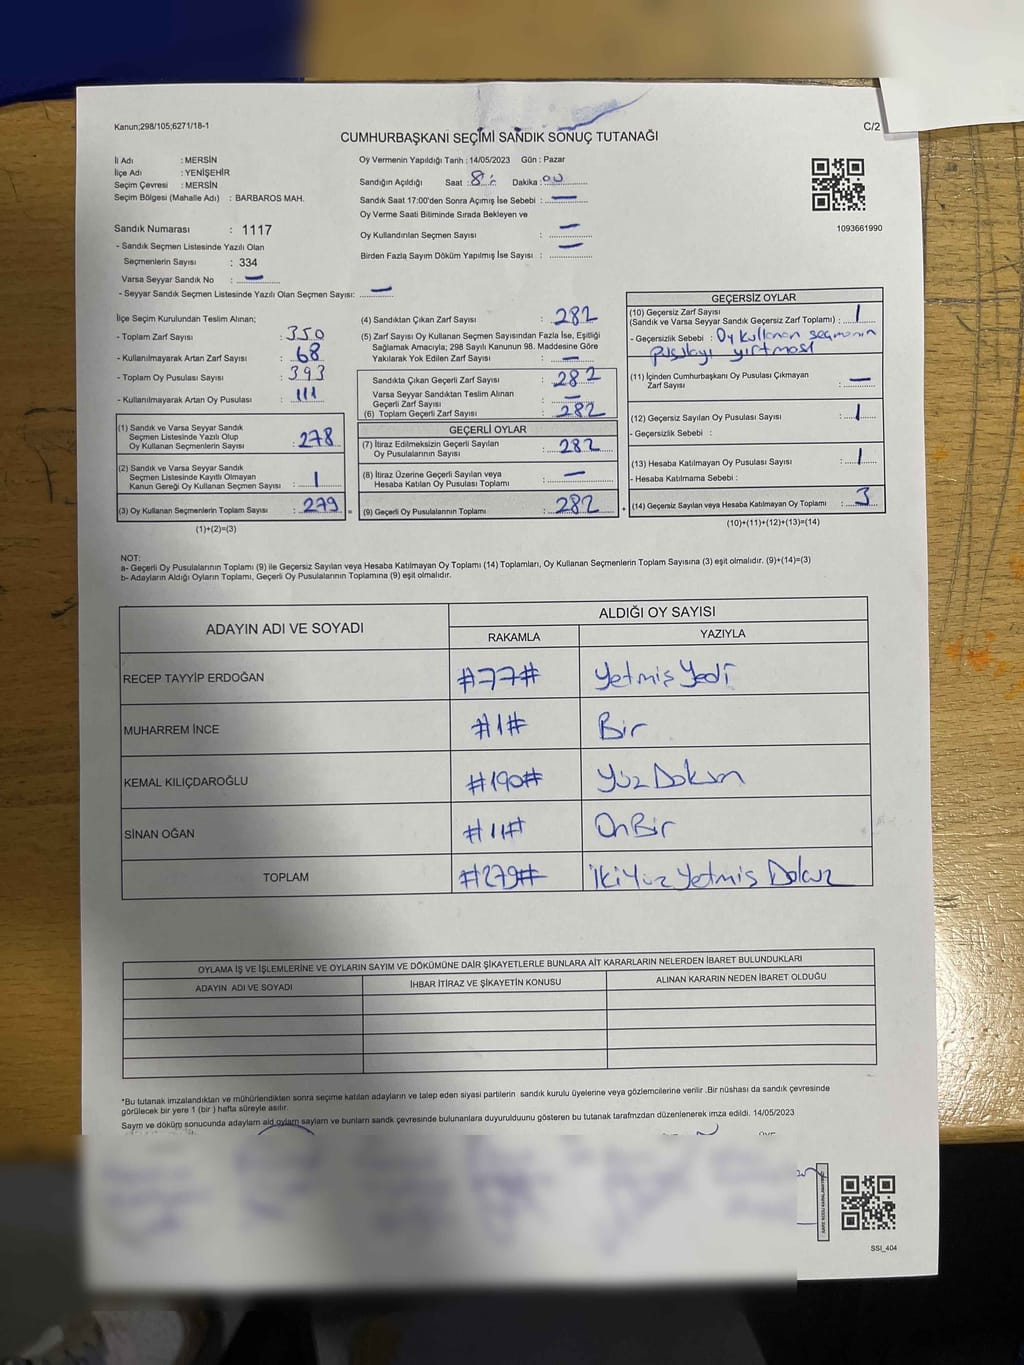 Kanun;298/105;6271/18-1
C/2
CUMHURBAŞKANI SEÇİMİ SANDIK SONUÇ TUTANAĞI
İli Adı : MERSİN
İlçe Adı : YENİŞEHİR
Seçim Çevresi : MERSİN
Seçim Bölgesi (Mahalle Adı) : BARBAROS MAH.
Sandık Numarası : 1117
- Sandık Seçmen Listesinde Yazılı Olan
Seçmenlerin Sayısı : 334
Varsa Seyyar Sandık No : —
- Seyyar Sandık Seçmen Listesinde Yazılı Olan Seçmen Sayısı: —
Oy Vermenin Yapıldığı Tarih : 14/05/2023 Gün : Pazar
Sandığın Açıldığı Saat : 8 : Dakika : 00
Sandık Saat 17:00'den Sonra Açımış İse Sebebi : —
Oy Verme Saati Bitiminde Sırada Bekleyen ve
Oy Kullandırılan Seçmen Sayısı : —
Birden Fazla Sayım Döküm Yapılmış İse Sayısı : —
1093661990
İlçe Seçim Kurulundan Teslim Alınan;
- Toplam Zarf Sayısı : 350
- Kullanılmayarak Artan Zarf Sayısı : 68
- Toplam Oy Pusulası Sayısı : 393
- Kullanılmayarak Artan Oy Pusulası : 111
(1) Sandık ve Varsa Seyyar Sandık
Seçmen Listesinde Yazılı Olup
Oy Kullanan Seçmenlerin Sayısı : 278
(2) Sandık ve Varsa Seyyar Sandık
Seçmen Listesinde Kayıtlı Olmayan
Kanun Gereği Oy Kullanan Seçmen Sayısı : 1
(3) Oy Kullanan Seçmenlerin Toplam Sayısı : 279
(1)+(2)=(3)
=
(4) Sandıktan Çıkan Zarf Sayısı : 282
(5) Zarf Sayısı Oy Kullanan Seçmen Sayısından Fazla İse, Eşitliği
Sağlamak Amacıyla; 298 Sayılı Kanunun 98. Maddesine Göre
Yakılarak Yok Edilen Zarf Sayısı : —
Sandıkta Çıkan Geçerli Zarf Sayısı : 282
Varsa Seyyar Sandıktan Teslim Alınan
Geçerli Zarf Sayısı : —
(6) Toplam Geçerli Zarf Sayısı : 282
GEÇERLİ OYLAR
(7) İtiraz Edilmeksizin Geçerli Sayılan
Oy Pusulalarının Sayısı : 282
(8) İtiraz Üzerine Geçerli Sayılan veya
Hesaba Katılan Oy Pusulası Toplamı : —
(9) Geçerli Oy Pusulalarının Toplamı : 282
+
GEÇERSİZ OYLAR
(10) Geçersiz Zarf Sayısı
(Sandık ve Varsa Seyyar Sandık Geçersiz Zarf Toplamı) : 1
- Geçersizlik Sebebi : Oy kullanan seçmenin
pusulayı yırtması
(11) İçinden Cumhurbaşkanı Oy Pusulası Çıkmayan
Zarf Sayısı : —
(12) Geçersiz Sayılan Oy Pusulası Sayısı : 1
- Geçersizlik Sebebi :
(13) Hesaba Katılmayan Oy Pusulası Sayısı : 1
- Hesaba Katılmama Sebebi :
(14) Geçersiz Sayılan veya Hesaba Katılmayan Oy Toplamı : 3
(10)+(11)+(12)+(13)=(14)
NOT:
a- Geçerli Oy Pusulalarının Toplamı (9) ile Geçersiz Sayılan veya Hesaba Katılmayan Oy Toplamı (14) Toplamları, Oy Kullanan Seçmenlerin Toplam Sayısına (3) eşit olmalıdır. (9)+(14)=(3)
b- Adayların Aldığı Oyların Toplamı, Geçerli Oy Pusulalarının Toplamına (9) eşit olmalıdır.
ADAYIN ADI VE SOYADI ALDIĞI OY SAYISI
RAKAMLA YAZIYLA
RECEP TAYYİP ERDOĞAN #77# Yetmiş Yedi
MUHARREM İNCE #1# Bir
KEMAL KILIÇDAROĞLU #190# Yüz Doksan
SİNAN OĞAN #11# On Bir
TOPLAM #279# İki Yüz Yetmiş Dokuz
OYLAMA İŞ VE İŞLEMLERİNE VE OYLARIN SAYIM VE DÖKÜMÜNE DAİR ŞİKAYETLERLE BUNLARA AİT KARARLARIN NELERDEN İBARET BULUNDUKLARI
ADAYIN ADI VE SOYADI İHBAR İTİRAZ VE ŞİKAYETİN KONUSU ALINAN KARARIN NEDEN İBARET OLDUĞU
*Bu tutanak imzalandıktan ve mühürlendikten sonra seçime katılan adayların ve talep eden siyasi partilerin sandık kurulu üyelerine veya gözlemcilerine verilir .Bir nüshası da sandık çevresinde
görülecek bir yere 1 (bir ) hafta süreyle asılır.
Sayım ve döküm sonucunda adayların ald oyların sayları ve bunların sandık çevresinde bulunanlara duyurulduunu gösteren bu tutanak tarafmzdan düzenlenerek imza edildi. 14/05/2023
SSI_404